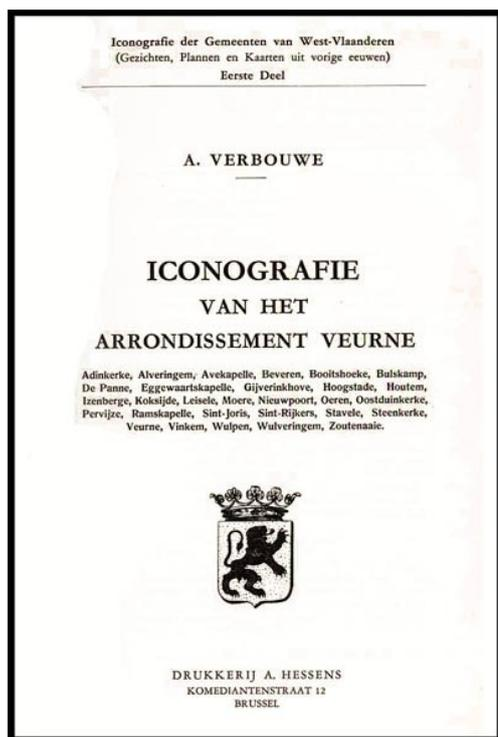 Iconografie der Gemeenten van West-Vlaanderen
(Gezichten, Plannen en Kaarten uit vorige eeuwen)
Eerste Deel
A. VERBOUWE
ICONOGRAFIE
VAN HET
ARRONDISSEMENT VEURNE
Adinkerke, Alveringem, Avekapelle, Beveren, Booitshoeke, Bulskamp,
De Panne, Eggewaartskapelle, Gijverinkhove, Hoogstade, Houtem,
Izenberge, Koksijde, Leisele, Moere, Nieuwpoort, Oeren, Oostduinkerke,
Pervijze, Ramskapelle, Sint-Joris, Sint-Rijkers, Stavele, Steenkerke,
Veurne, Vinkem, Wulpen, Wulveringem, Zoutenaaie.
DRUKKERIJ A. HESSENS
KOMEDIANTENSTRAAT 12
BRUSSEL